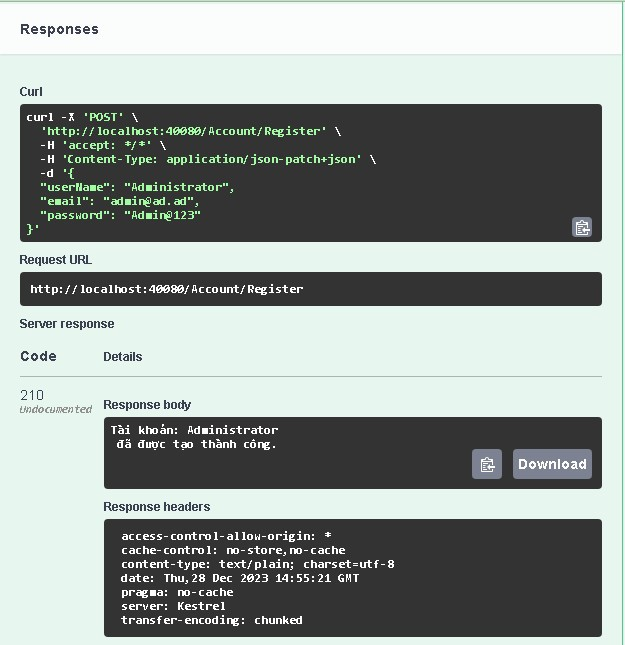 Responses
Curl
curl -X 'POST' \
'http://localhost:40080/Account/Register' \
-H 'accept: */*' \
-H 'Content-Type: application/json-patch+json' \
-d '{
"userName": "Administrator",
"email": "admin@ad.ad",
"password": "Admin@123"
}'
Request URL
http://localhost:40080/Account/Register
Server response
Code Details
210
Undocumented
Response body
Tài khoản: Administrator
đã được tạo thành công.
Download
Response headers
access-control-allow-origin: *
cache-control: no-store,no-cache
content-type: text/plain; charset=utf-8
date: Thu,28 Dec 2023 14:55:21 GMT
pragma: no-cache
server: Kestrel
transfer-encoding: chunked